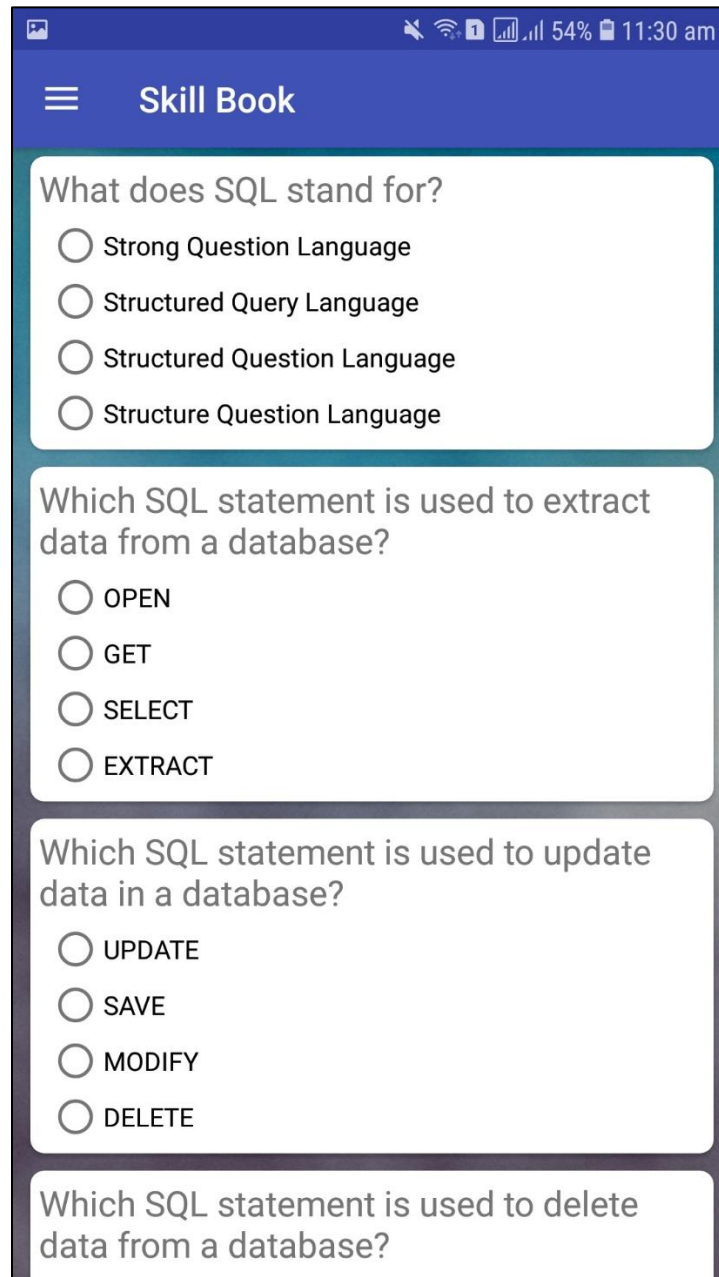 1 54% 11:30 am
Skill Book
What does SQL stand for?
Strong Question Language
Structured Query Language
Structured Question Language
Structure Question Language
Which SQL statement is used to extract
data from a database?
OPEN
GET
SELECT
EXTRACT
Which SQL statement is used to update
data in a database?
UPDATE
SAVE
MODIFY
DELETE
Which SQL statement is used to delete
data from a database?